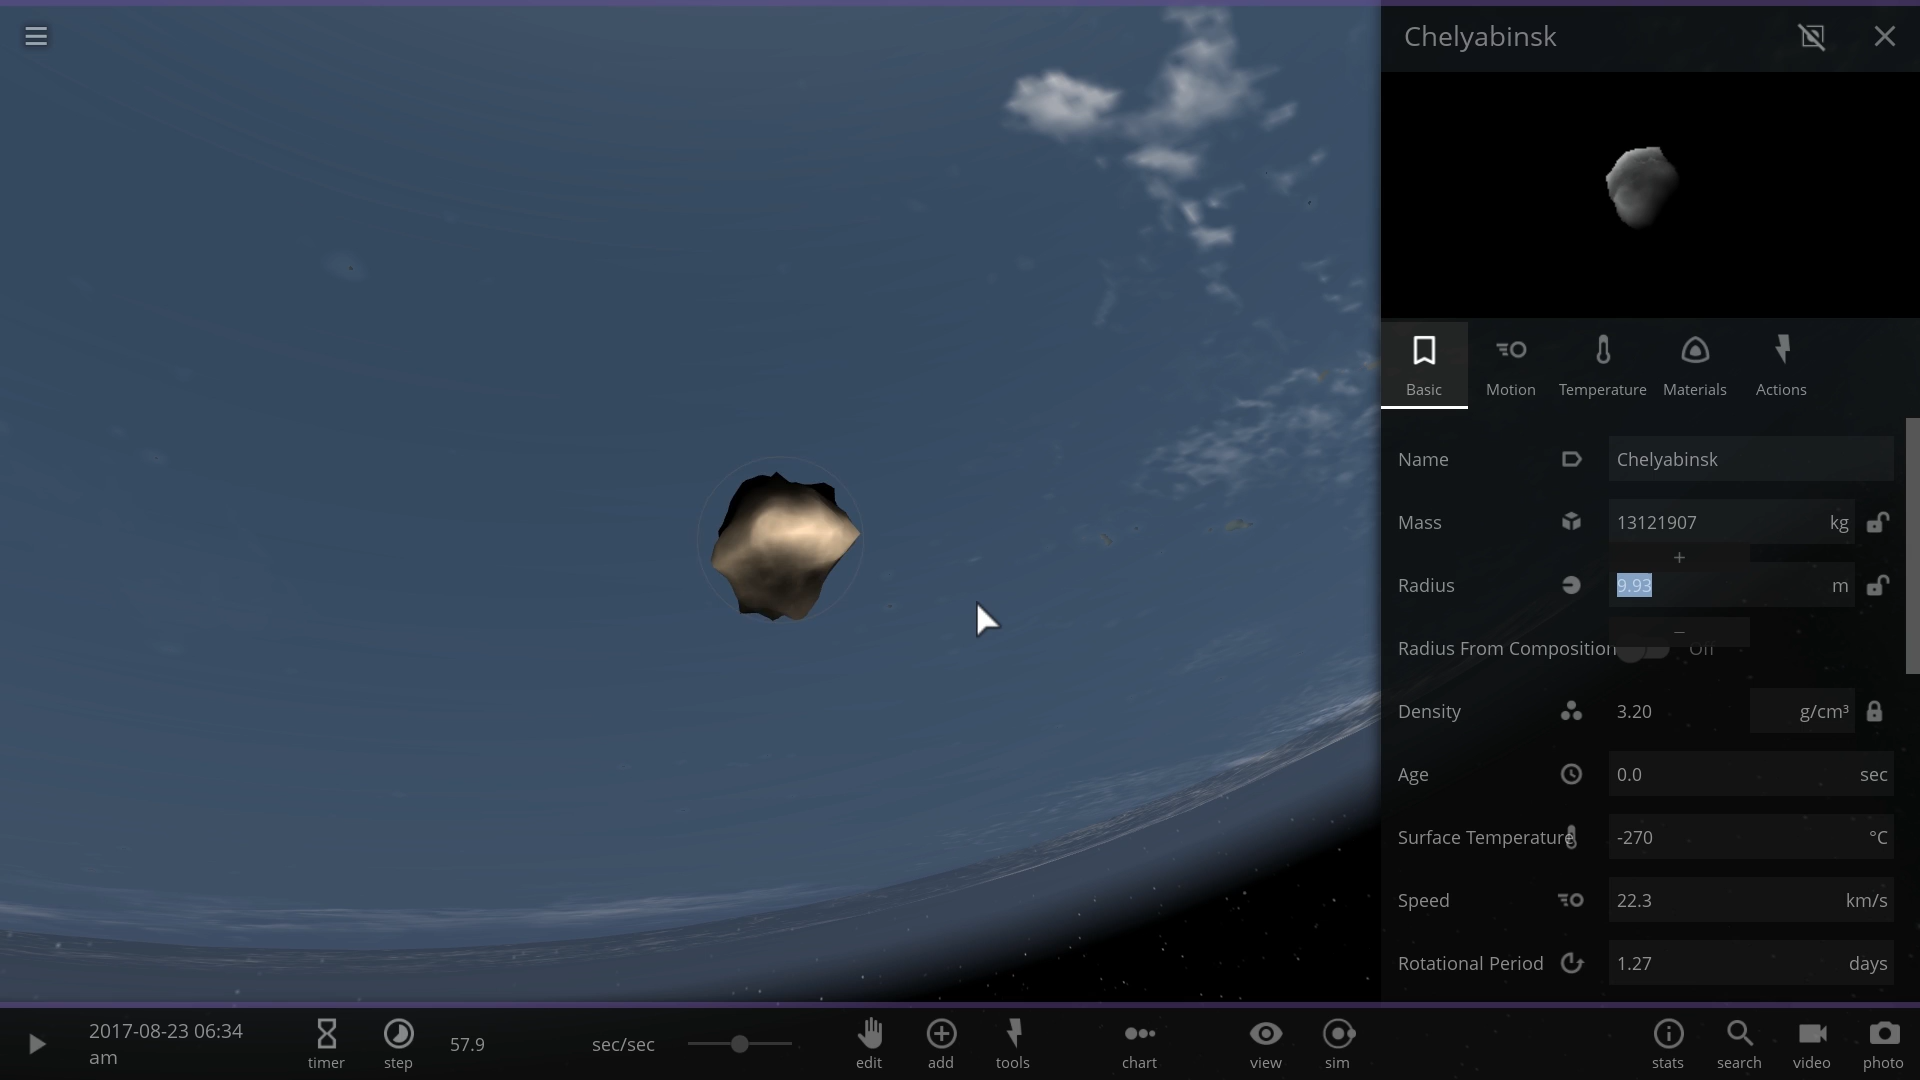 Chelyabinsk
Basic
Motion
Temperature
Materials
Actions
Name
Chelyabinsk
Mass
13121907 kg
+
Radius
9.93 m
–
Radius From Composition
Off
Density
3.20 g/cm³
Age
0.0 sec
Surface Temperature
-270 °C
Speed
22.3 km/s
Rotational Period
1.27 days
2017-08-23 06:34
am
timer
step
57.9 sec/sec
edit
add
tools
chart
view
sim
stats
search
video
photo